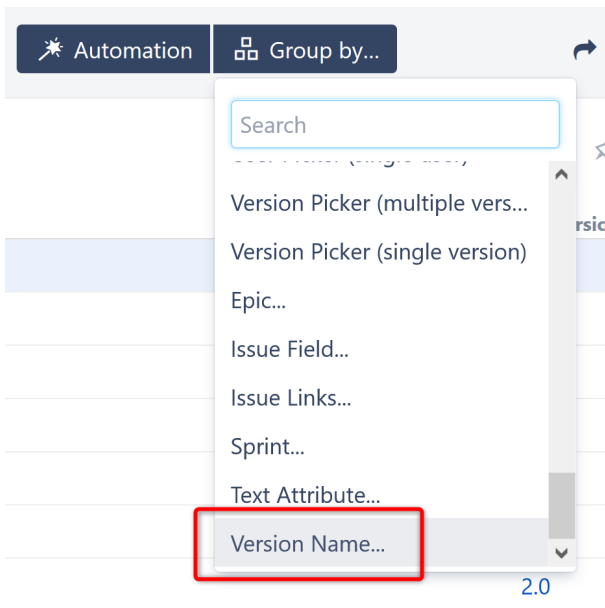 Automation
Group by...
Search
Version Picker (multiple vers...
Version Picker (single version)
Epic...
Issue Field...
Issue Links...
Sprint...
Text Attribute...
Version Name...
2.0